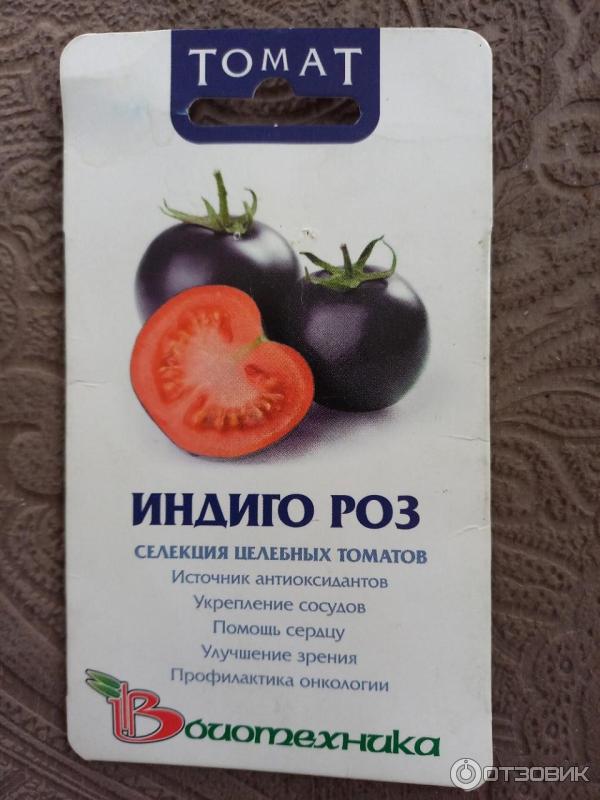 ТОМАТ
ИНДИГО РОЗ
СЕЛЕКЦИЯ ЦЕЛЕБНЫХ ТОМАТОВ
Источник антиоксидантов
Укрепление сосудов
Помощь сердцу
Улучшение зрения
Профилактика онкологии
Биотехника
ОТЗОВИК